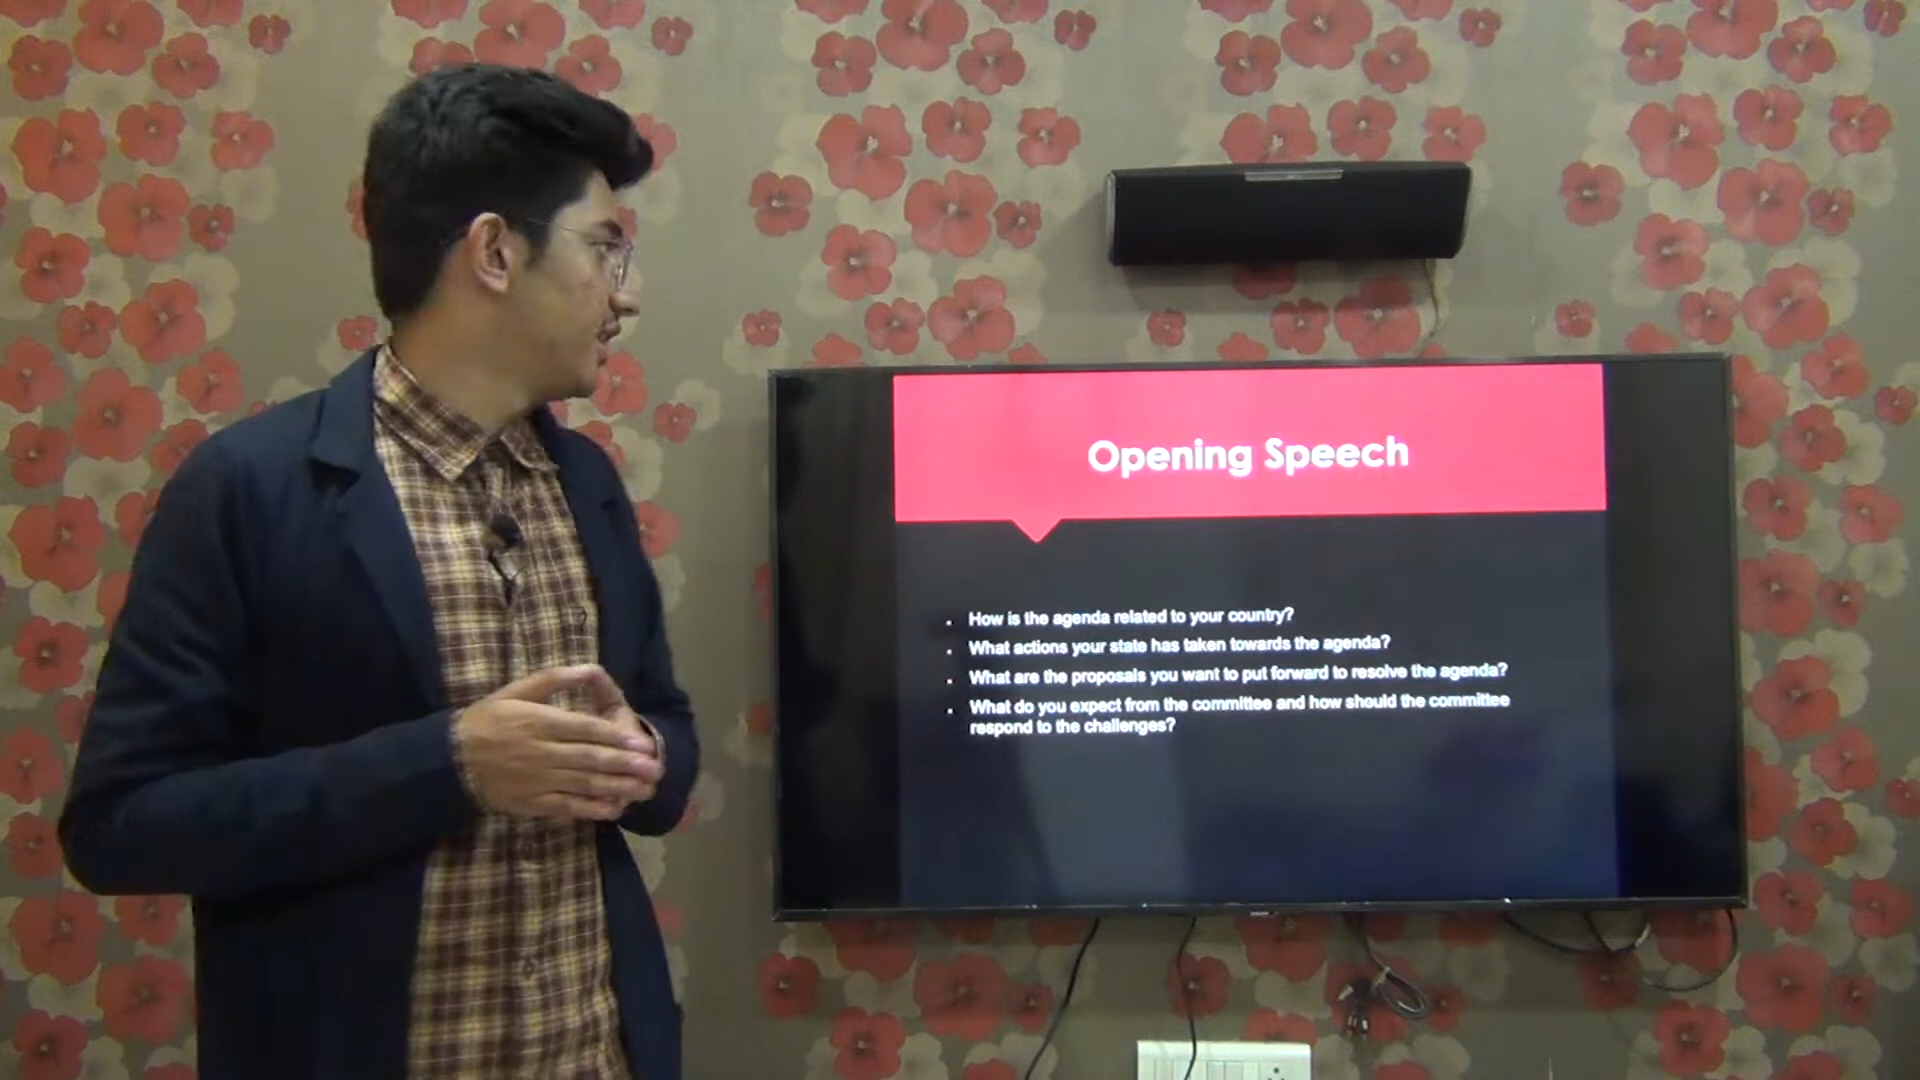 Opening Speech
How is the agenda related to your country?
What actions your state has taken towards the agenda?
What are the proposals you want to put forward to resolve the agenda?
What do you expect from the committee and how should the committee
respond to the challenges?